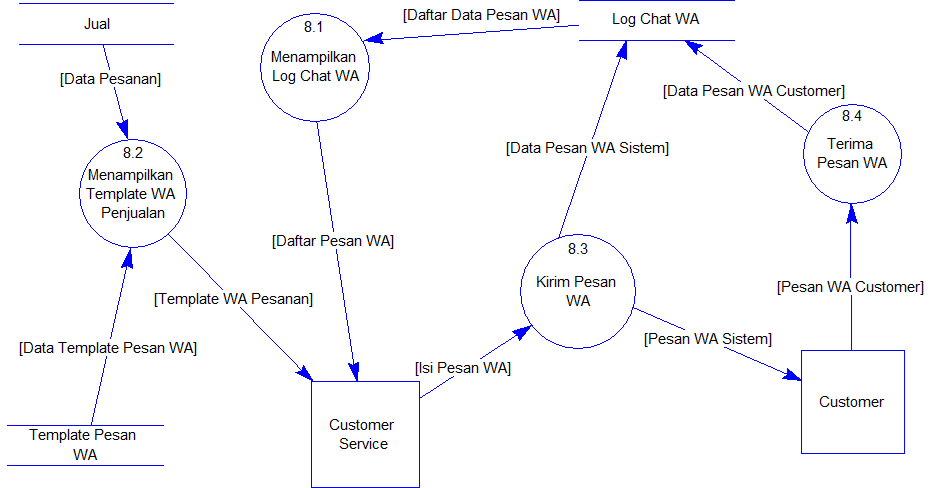 Jual
[Data Pesanan]
8.2
Menampilkan
Template WA
Penjualan
[Data Template Pesan WA]
Template Pesan
WA
[Template WA Pesanan]
8.1
Menampilkan
Log Chat WA
[Daftar Data Pesan WA]
Log Chat WA
[Daftar Pesan WA]
Customer
Service
[Isi Pesan WA]
8.3
Kirim Pesan
WA
[Data Pesan WA Sistem]
[Pesan WA Sistem]
Customer
[Pesan WA Customer]
8.4
Terima
Pesan WA
[Data Pesan WA Customer]